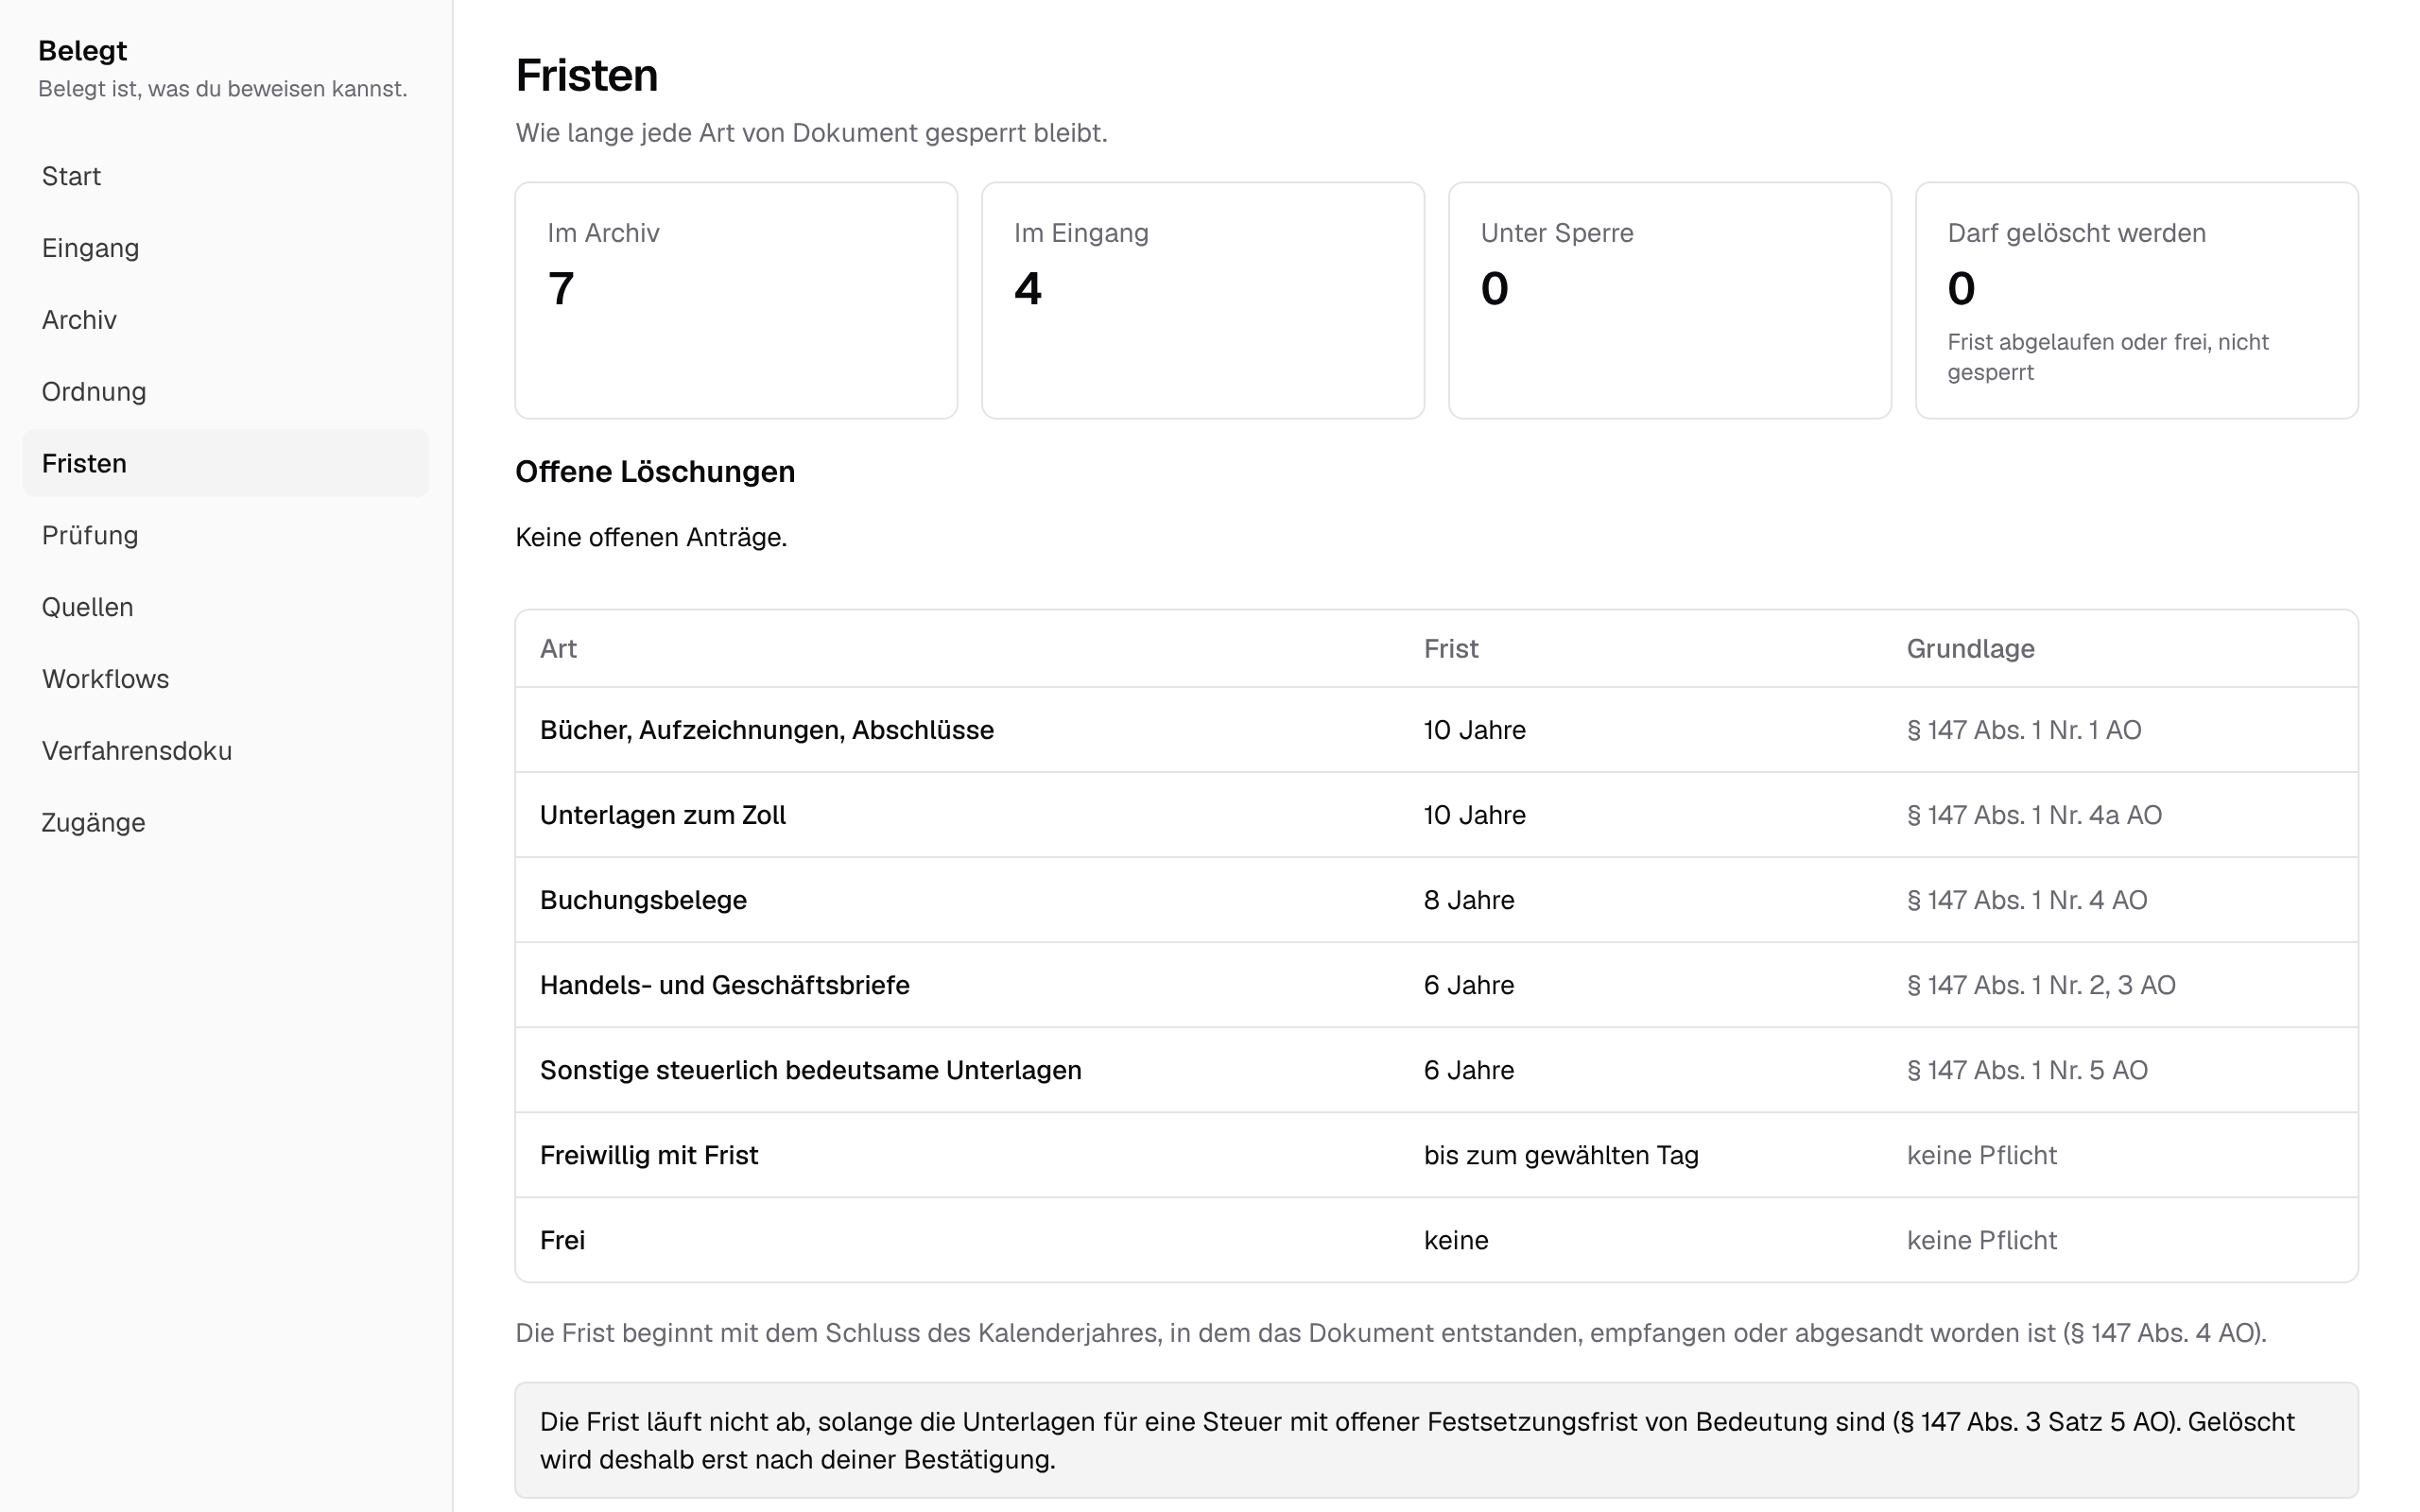 Belegt
Belegt ist, was du beweisen kannst.
Start
Eingang
Archiv
Ordnung
Fristen
Prüfung
Quellen
Workflows
Verfahrensdoku
Zugänge
Fristen
Wie lange jede Art von Dokument gesperrt bleibt.
Im Archiv
7
Im Eingang
4
Unter Sperre
0
Darf gelöscht werden
0
Frist abgelaufen oder frei, nicht
gesperrt
Offene Löschungen
Keine offenen Anträge.
Art Frist Grundlage
Bücher, Aufzeichnungen, Abschlüsse 10 Jahre § 147 Abs. 1 Nr. 1 AO
Unterlagen zum Zoll 10 Jahre § 147 Abs. 1 Nr. 4a AO
Buchungsbelege 8 Jahre § 147 Abs. 1 Nr. 4 AO
Handels- und Geschäftsbriefe 6 Jahre § 147 Abs. 1 Nr. 2, 3 AO
Sonstige steuerlich bedeutsame Unterlagen 6 Jahre § 147 Abs. 1 Nr. 5 AO
Freiwillig mit Frist bis zum gewählten Tag keine Pflicht
Frei keine keine Pflicht
Die Frist beginnt mit dem Schluss des Kalenderjahres, in dem das Dokument entstanden, empfangen oder abgesandt worden ist (§ 147 Abs. 4 AO).
Die Frist läuft nicht ab, solange die Unterlagen für eine Steuer mit offener Festsetzungsfrist von Bedeutung sind (§ 147 Abs. 3 Satz 5 AO). Gelöscht
wird deshalb erst nach deiner Bestätigung.